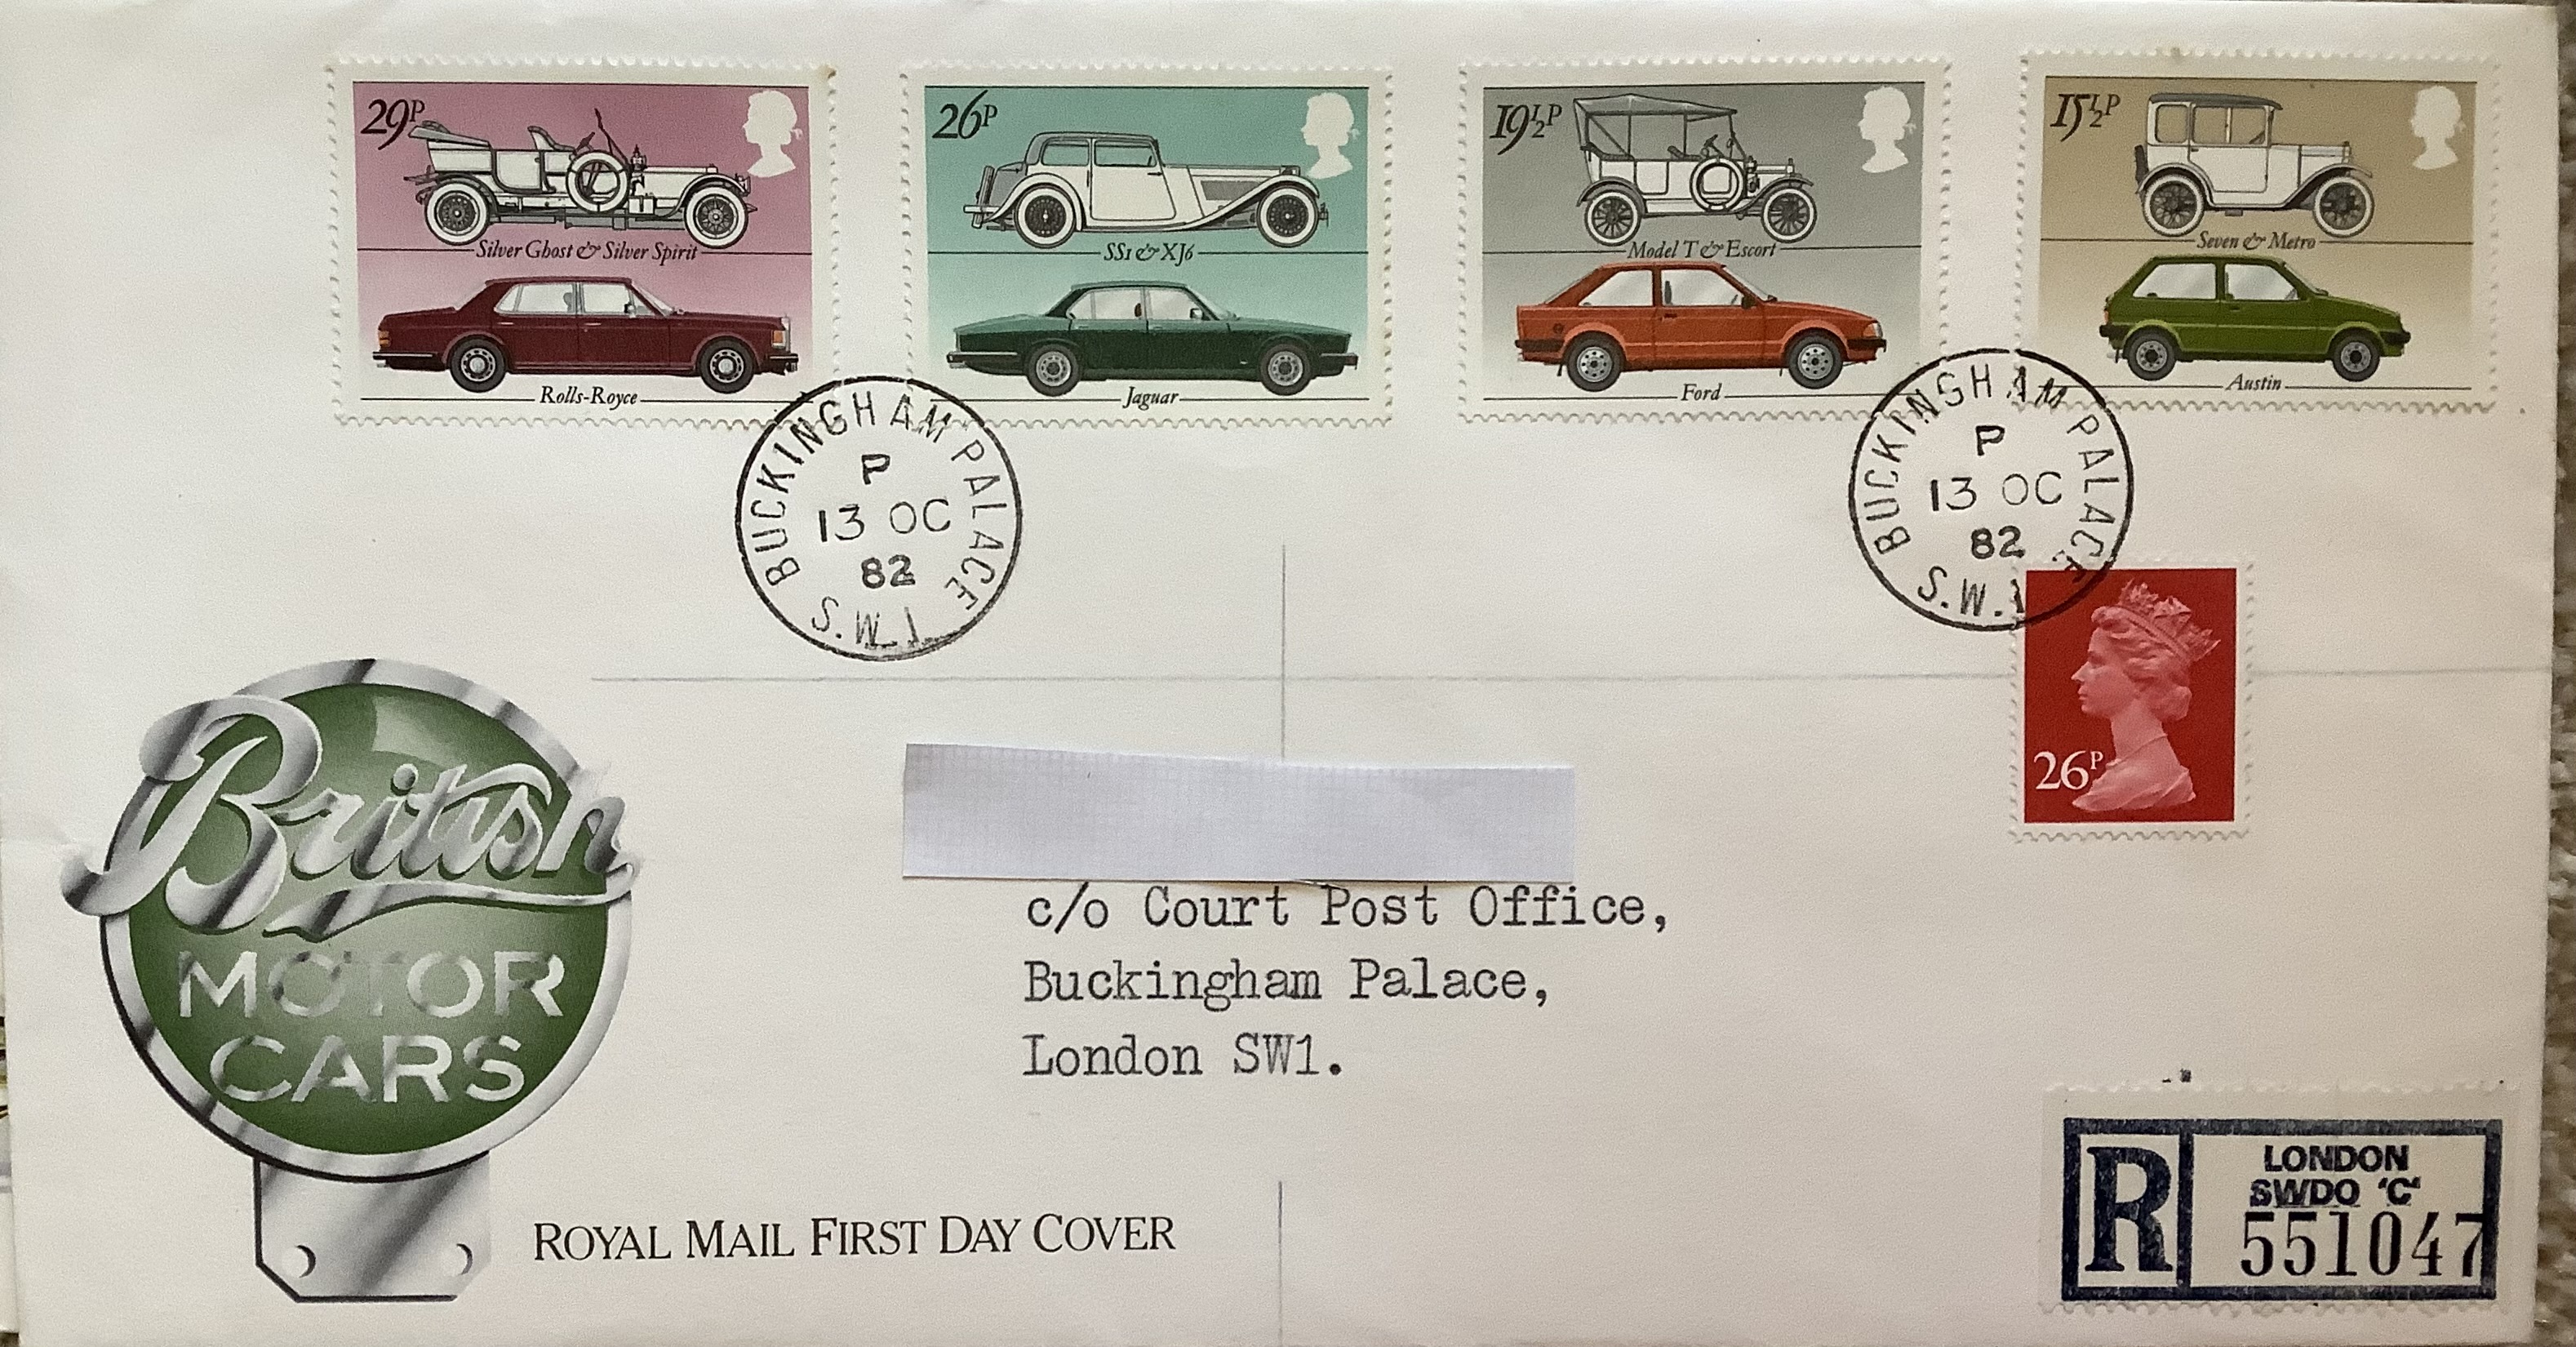 29P
Silver Ghost & Silver Spirit
Rolls-Royce
26P
SS1 & XJ6
Jaguar
19½P
Model T & Escort
Ford
15½P
Seven & Metro
Austin
BUCKINGHAM PALACE
P
13 OC
82
S.W.1.
BUCKINGHAM PALACE
P
13 OC
82
S.W.1
26P
British
MOTOR
CARS
c/o Court Post Office,
Buckingham Palace,
London SW1.
ROYAL MAIL FIRST DAY COVER
R
LONDON
SWDO 'C'
551047